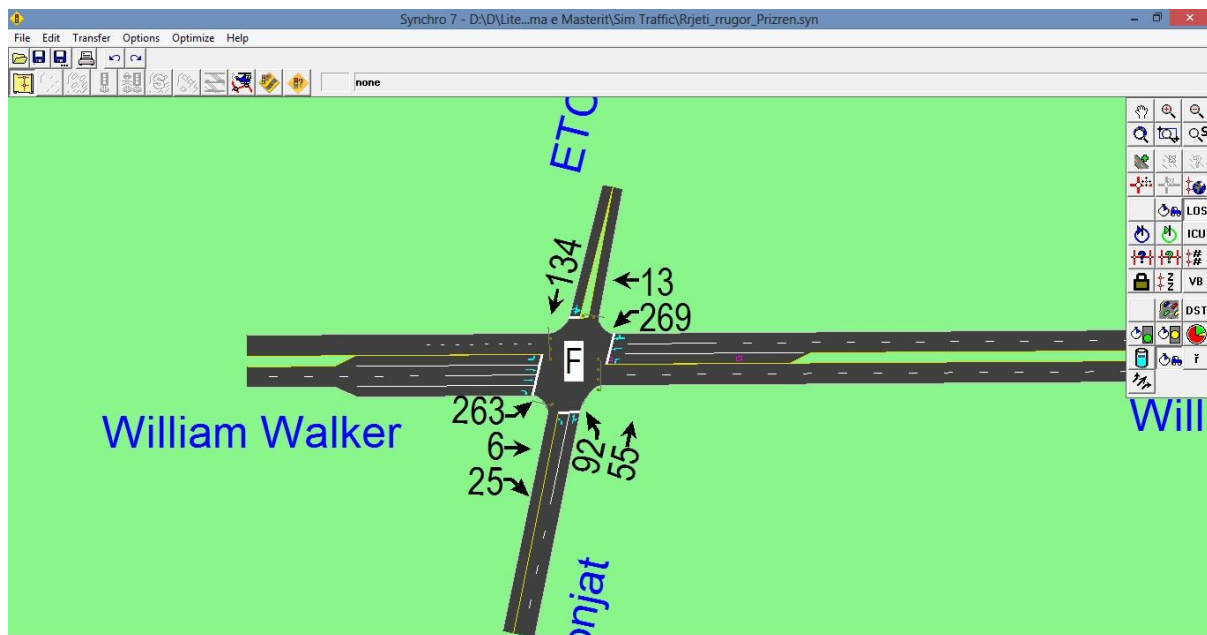 Synchro 7 - D:\D\Lite...ma e Masterit\Sim Traffic\Rrjeti_rrugor_Prizren.syn
File Edit Transfer Options Optimize Help
none
ETC
134
13
269
F
263
6
25
92
55
William Walker
Will
onjat
LOS
ICU
#
#
Z
Z
VB
DST
ř